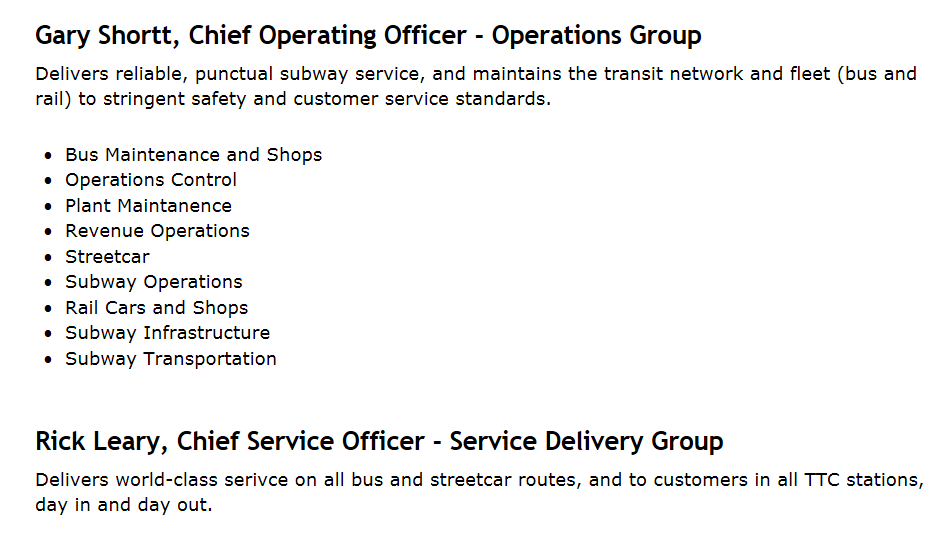 Gary Shortt, Chief Operating Officer - Operations Group
Delivers reliable, punctual subway service, and maintains the transit network and fleet (bus and
rail) to stringent safety and customer service standards.
• Bus Maintenance and Shops
• Operations Control
• Plant Maintanence
• Revenue Operations
• Streetcar
• Subway Operations
• Rail Cars and Shops
• Subway Infrastructure
• Subway Transportation
Rick Leary, Chief Service Officer - Service Delivery Group
Delivers world-class serivce on all bus and streetcar routes, and to customers in all TTC stations,
day in and day out.